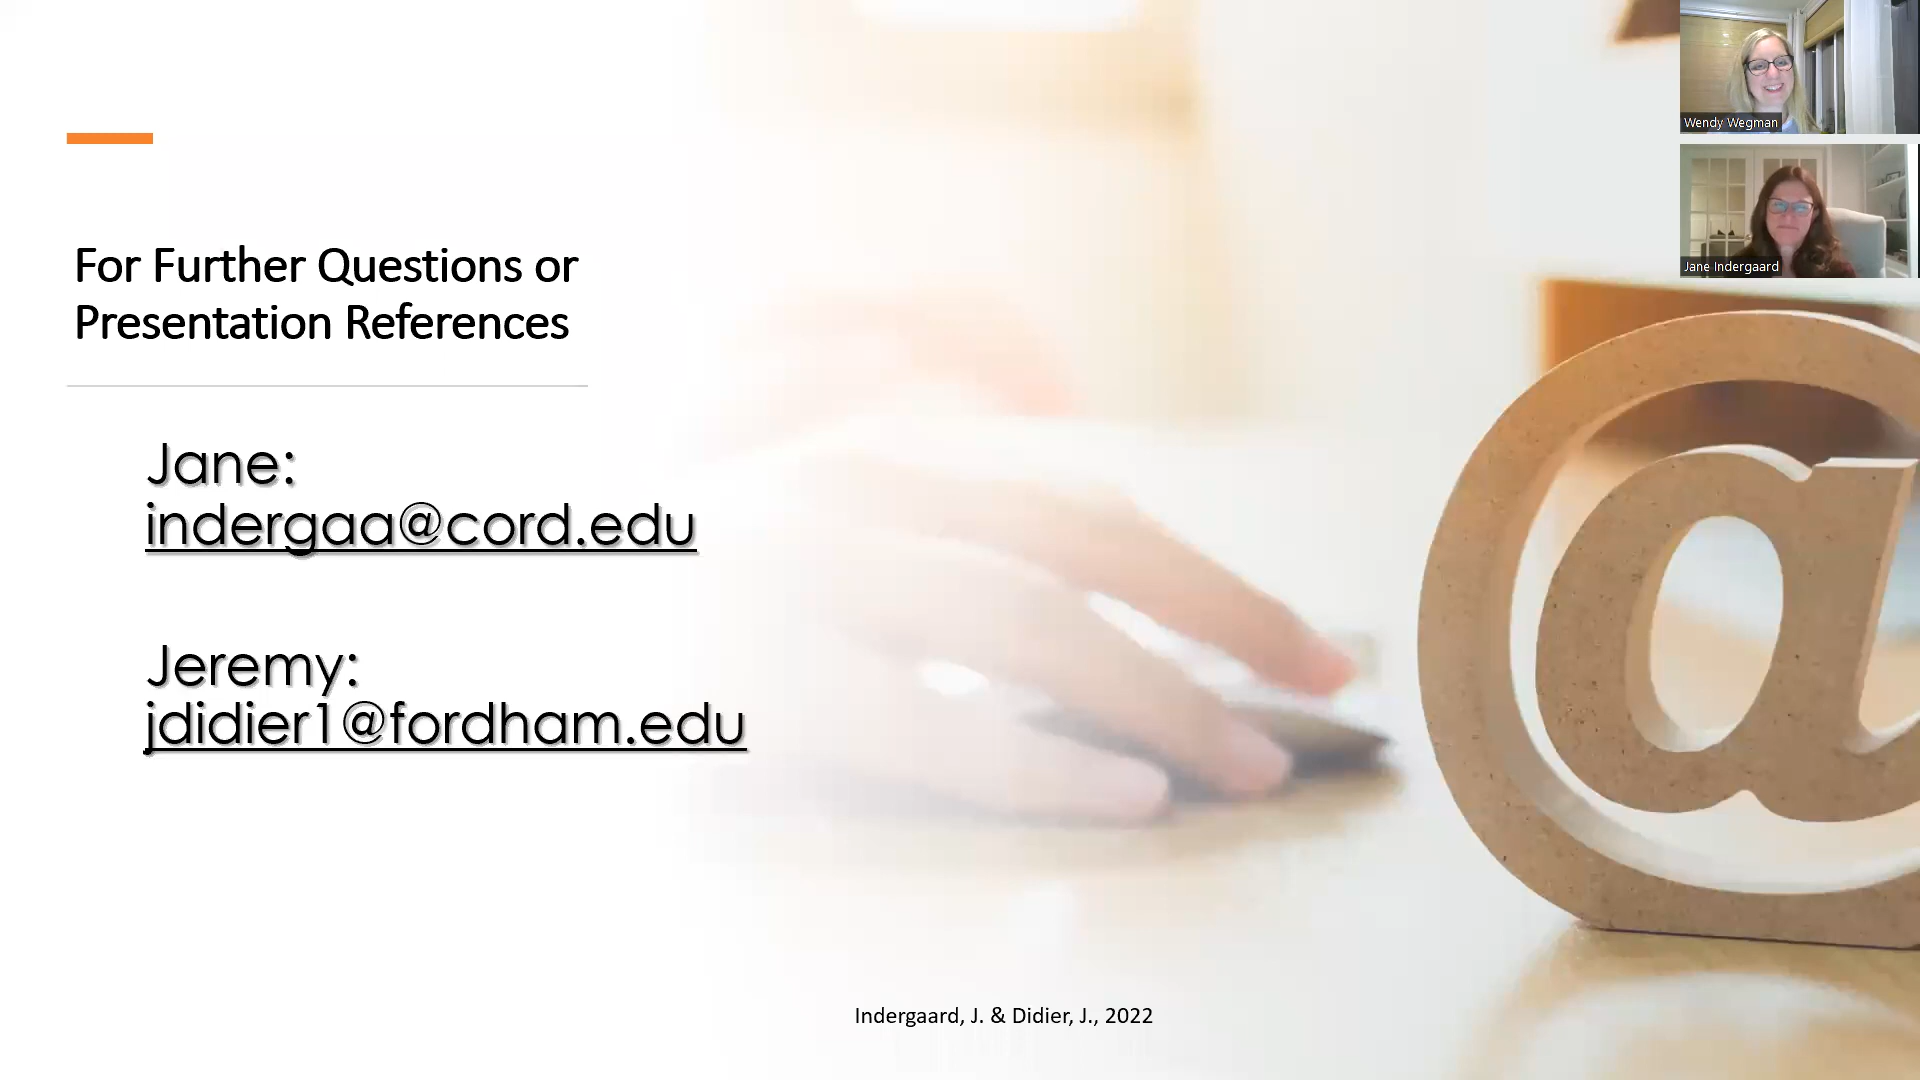 For Further Questions or
Presentation References
Jane:
indergaa@cord.edu
Jeremy:
jdidier1@fordham.edu
Indergaard, J. & Didier, J., 2022
Wendy Wegman
Jane Indergaard